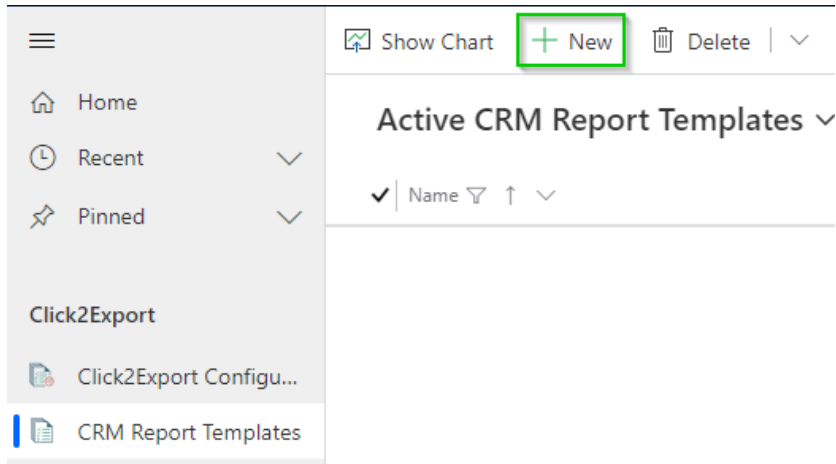 Show Chart New Delete
Home
Active CRM Report Templates
Recent
Name
Pinned
Click2Export
Click2Export Configu...
CRM Report Templates